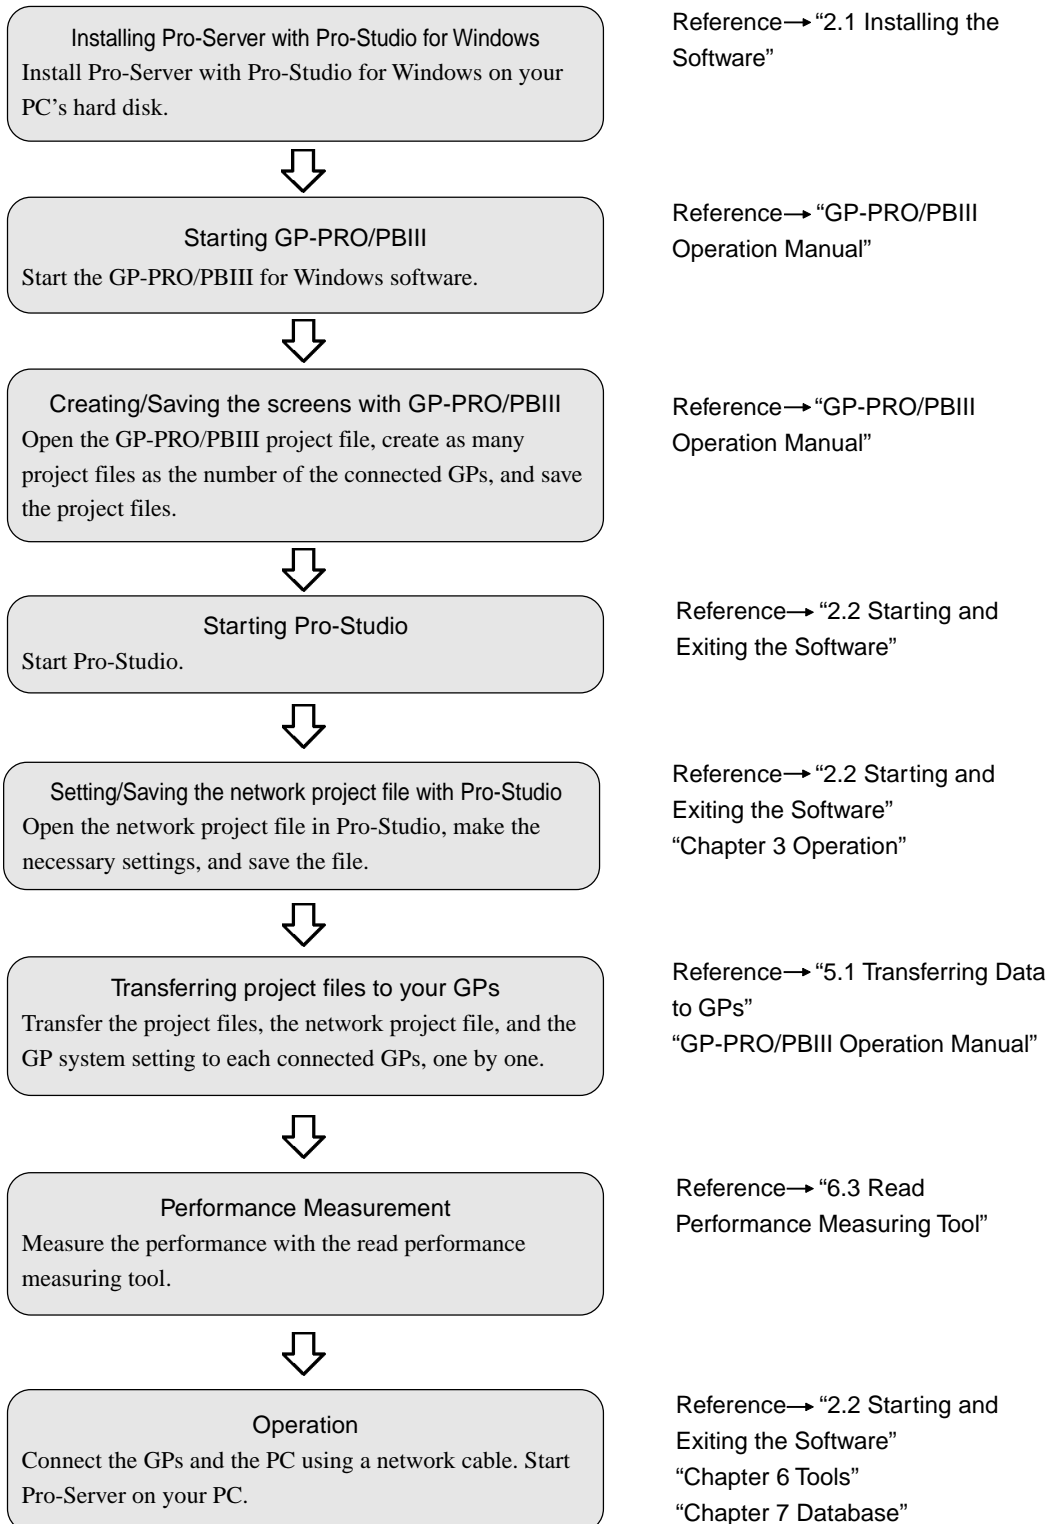 Installing Pro-Server with Pro-Studio for Windows
Install Pro-Server with Pro-Studio for Windows on your
PC's hard disk.
Reference→ “2.1 Installing the
Software”
Starting GP-PRO/PBIII
Start the GP-PRO/PBIII for Windows software.
Reference→ “GP-PRO/PBIII
Operation Manual”
Creating/Saving the screens with GP-PRO/PBIII
Open the GP-PRO/PBIII project file, create as many
project files as the number of the connected GPs, and save
the project files.
Reference→ “GP-PRO/PBIII
Operation Manual”
Starting Pro-Studio
Start Pro-Studio.
Reference→ “2.2 Starting and
Exiting the Software”
Setting/Saving the network project file with Pro-Studio
Open the network project file in Pro-Studio, make the
necessary settings, and save the file.
Reference→ “2.2 Starting and
Exiting the Software”
“Chapter 3 Operation”
Transferring project files to your GPs
Transfer the project files, the network project file, and the
GP system setting to each connected GPs, one by one.
Reference→ “5.1 Transferring Data
to GPs”
“GP-PRO/PBIII Operation Manual”
Performance Measurement
Measure the performance with the read performance
measuring tool.
Reference→ “6.3 Read
Performance Measuring Tool”
Operation
Connect the GPs and the PC using a network cable. Start
Pro-Server on your PC.
Reference→ “2.2 Starting and
Exiting the Software”
“Chapter 6 Tools”
“Chapter 7 Database”